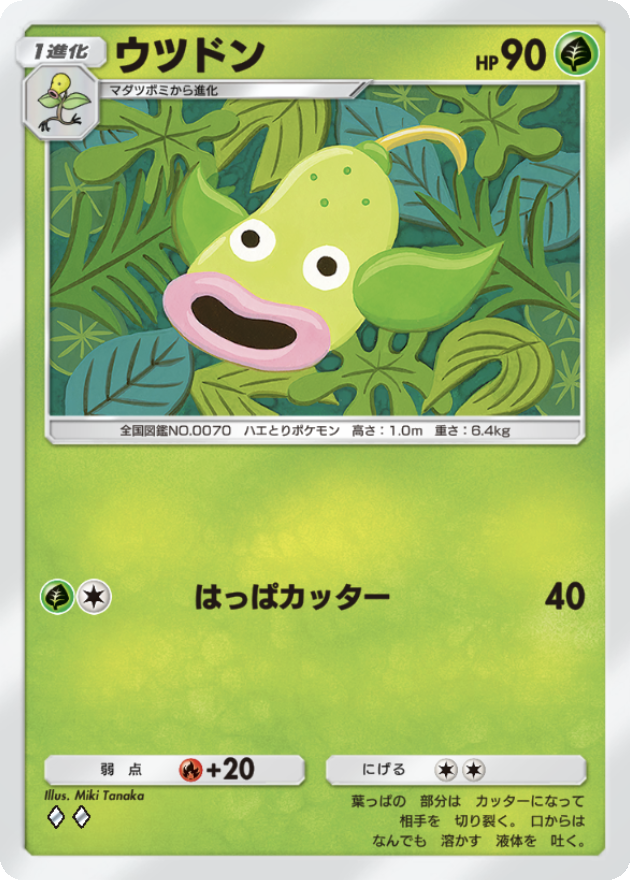 1進化
ウツドン
HP 90
マダツボミから進化
全国図鑑NO.0070 ハエとりポケモン 高さ：1.0m 重さ：6.4kg
はっぱカッター 40
弱点 +20
にげる
Illus. Miki Tanaka
葉っぱの 部分は カッターになって
相手を 切り裂く。口からは
なんでも 溶かす 液体を 吐く。